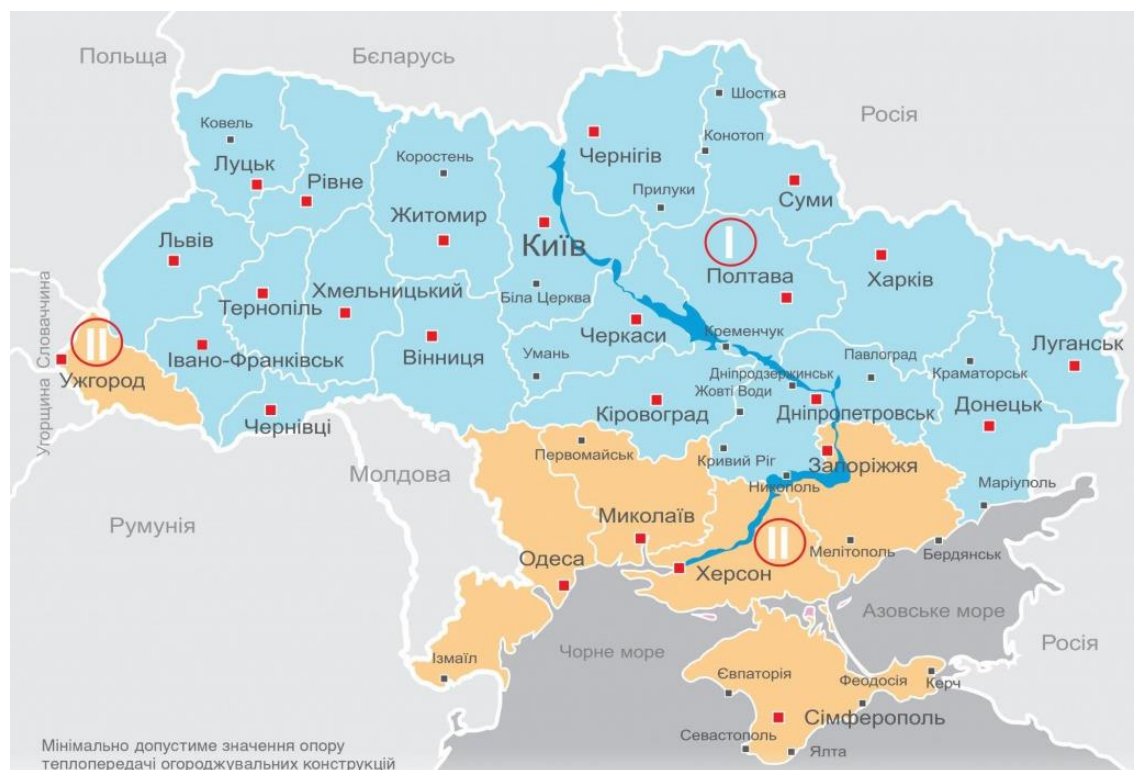 Польща
Бєларусь
Шостка
Росія
Ковель
Чернігів
Конотоп
Луцьк
Коростень
Рівне
Прилуки
Суми
Житомир
Київ
I
Львів
Полтава
Харків
Тернопіль
Хмельницький
Біла Церква
Словаччина
Угорщина
II
Ужгород
Івано-Франківськ
Вінниця
Умань
Черкаси
Кременчук
Павлоград
Краматорськ
Луганськ
Дніпродзержинськ
Жовті Води
Чернівці
Кіровоград
Дніпропетровськ
Донецьк
Первомайськ
Кривий Ріг
Запоріжжя
Молдова
Нікополь
Маріуполь
Румунія
Миколаїв
II
Мелітополь
Бердянськ
Одеса
Херсон
Азовське море
Чорне море
Росія
Ізмаїл
Євпаторія
Феодосія
Керч
Сімферополь
Севастополь
Ялта
Мінімально допустиме значення опору
теплопередачі огороджувальних конструкцій